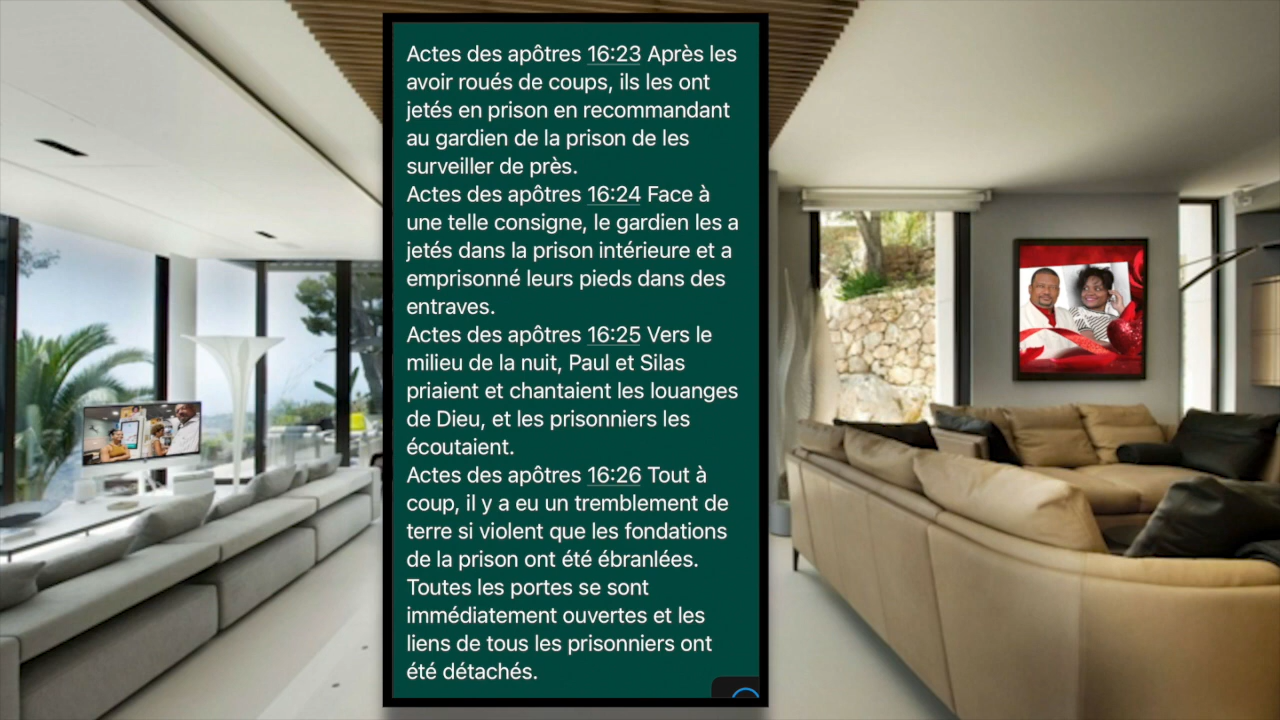 Actes des apôtres 16:23 Après les
avoir roués de coups, ils les ont
jetés en prison en recommandant
au gardien de la prison de les
surveiller de près.
Actes des apôtres 16:24 Face à
une telle consigne, le gardien les a
jetés dans la prison intérieure et a
emprisonné leurs pieds dans des
entraves.
Actes des apôtres 16:25 Vers le
milieu de la nuit, Paul et Silas
priaient et chantaient les louanges
de Dieu, et les prisonniers les
écoutaient.
Actes des apôtres 16:26 Tout à
coup, il y a eu un tremblement de
terre si violent que les fondations
de la prison ont été ébranlées.
Toutes les portes se sont
immédiatement ouvertes et les
liens de tous les prisonniers ont
été détachés.